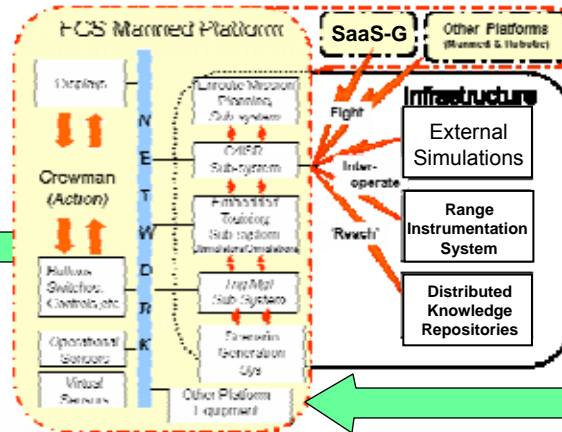 FCS Manned Platform
SaaS-G
Other Platforms
(Manned & Robotic)
Displays
Enroute Mission
Planning
Sub-system
Infrastructure
Fight
N
E
T
W
O
R
K
C4ISR
Sub-system
External
Simulations
Crewman
(Action)
Inter-
operate
Embedded
Training
Sub-system
Range
Instrumentation
System
'Reach'
Buttons
Switches,
Controls, etc.
Sub System
Distributed
Knowledge
Repositories
Operational
Sensors
Scenario
Generation
Virtual
Sensors
Other Platform
Equipment